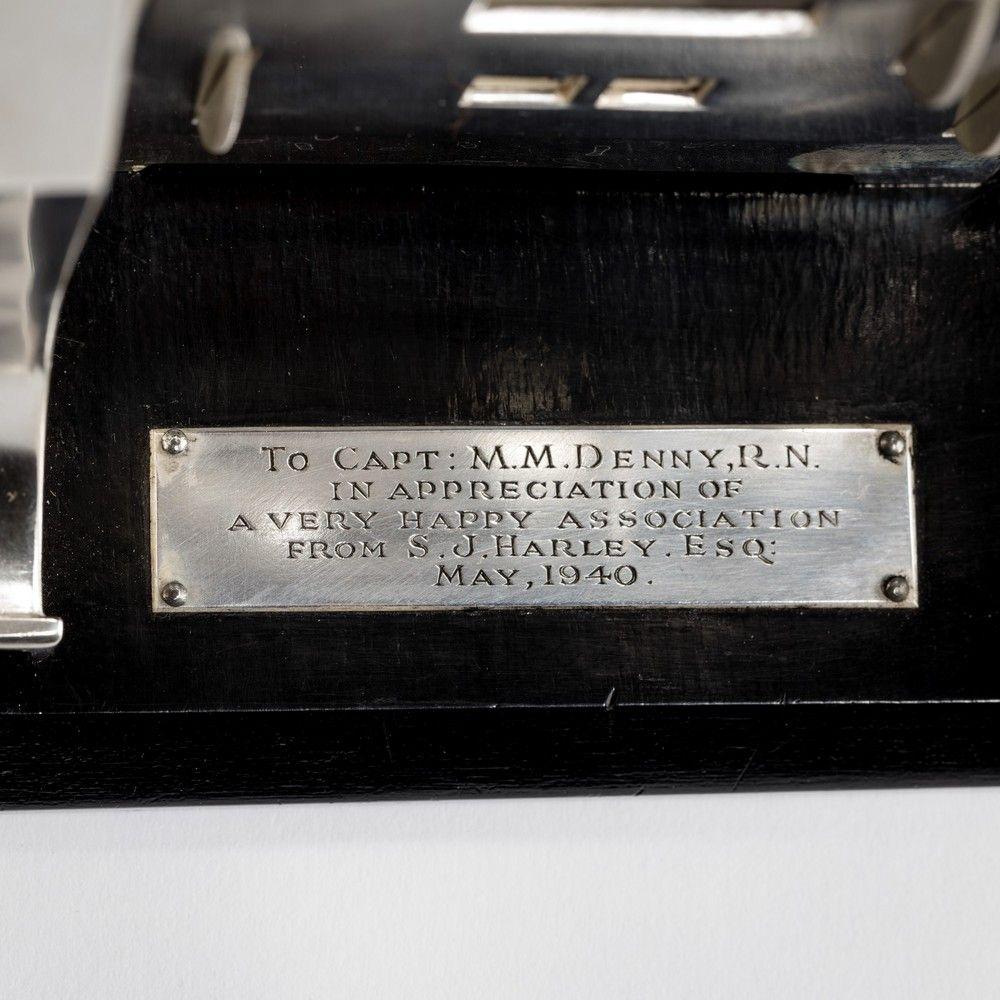 To Capt: M.M.Denny, R.N.
in appreciation of
a very happy association
from S.J.Harley. Esq:
May, 1940.